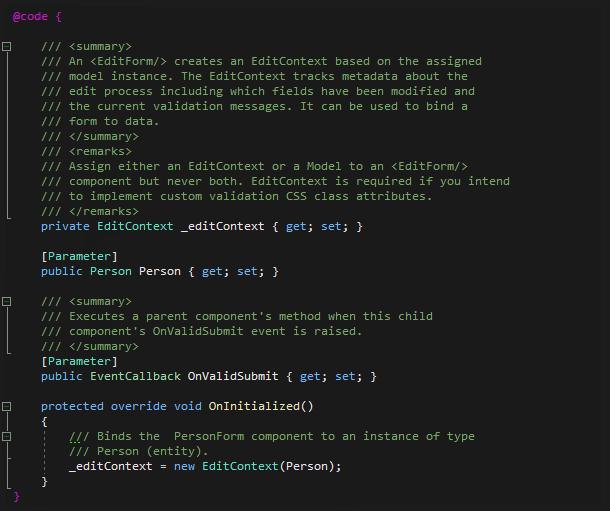 @code {
/// <summary>
/// An <EditForm/> creates an EditContext based on the assigned
/// model instance. The EditContext tracks metadata about the
/// edit process including which fields have been modified and
/// the current validation messages. It can be used to bind a
/// form to data.
/// </summary>
/// <remarks>
/// Assign either an EditContext or a Model to an <EditForm/>
/// component but never both. EditContext is required if you intend
/// to implement custom validation CSS class attributes.
/// </remarks>
private EditContext _editContext { get; set; }
[Parameter]
public Person Person { get; set; }
/// <summary>
/// Executes a parent component's method when this child
/// component's OnValidSubmit event is raised.
/// </summary>
[Parameter]
public EventCallback OnValidSubmit { get; set; }
protected override void OnInitialized()
{
/// Binds the  PersonForm component to an instance of type
/// Person (entity).
_editContext = new EditContext(Person);
}
}